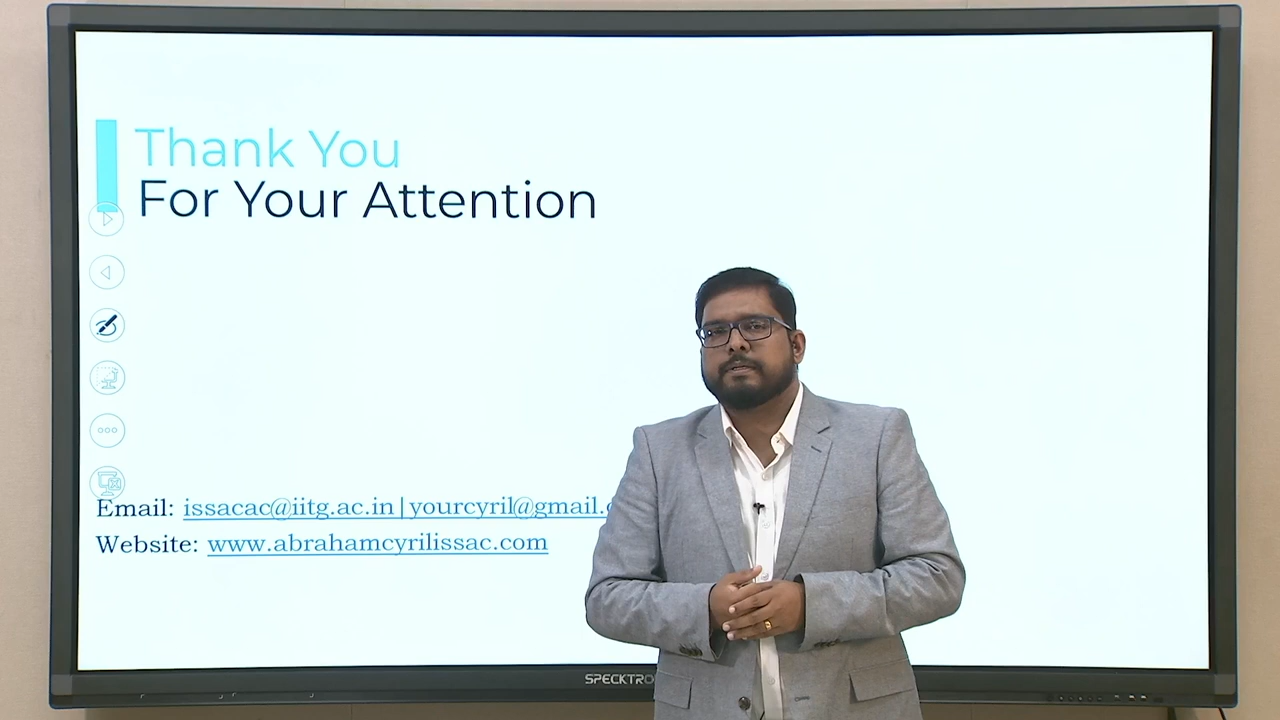 Thank You
For Your Attention
Email: issacac@iitg.ac.in|yourcyril@gmail.
Website: www.abrahamcyrilissac.com
SPECKTRO